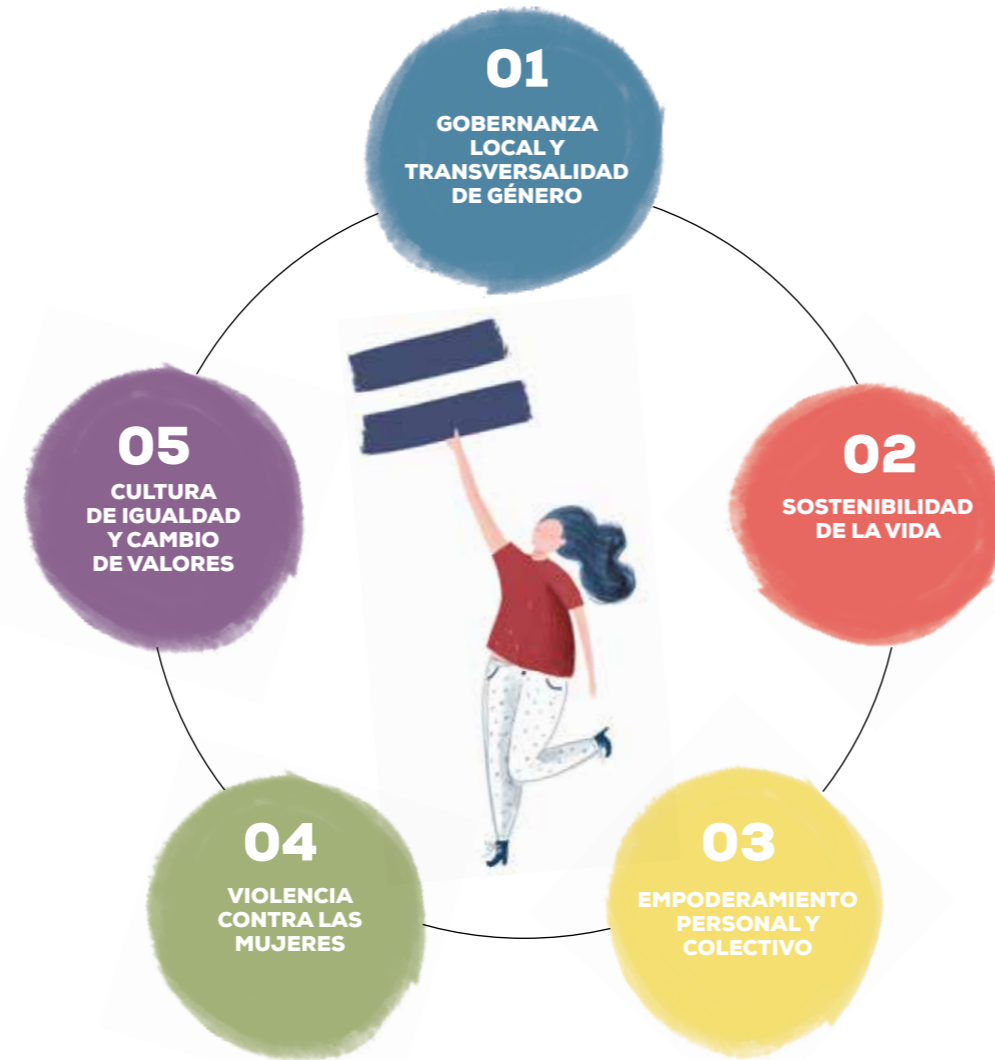 01
GOBERNANZA
LOCAL Y
TRANSVERSALIDAD
DE GÉNERO
02
SOSTENIBILIDAD
DE LA VIDA
03
EMPODERAMIENTO
PERSONAL Y
COLECTIVO
04
VIOLENCIA
CONTRA LAS
MUJERES
05
CULTURA
DE IGUALDAD
Y CAMBIO
DE VALORES